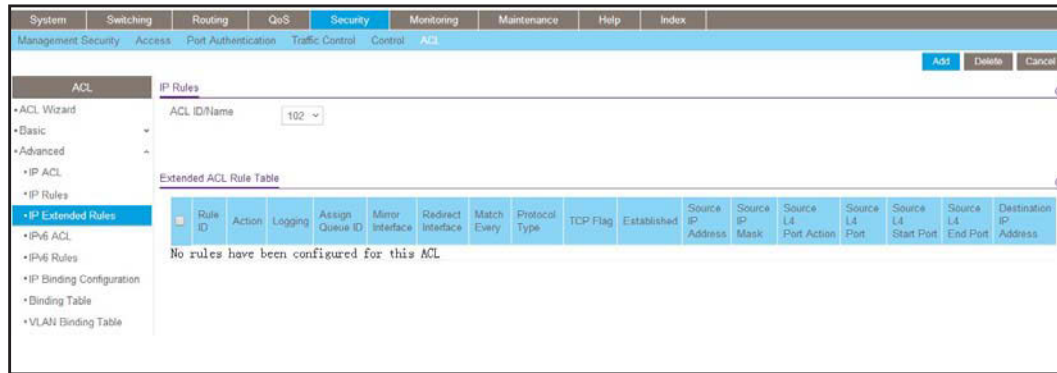 System Switching Routing QoS Security Monitoring Maintenance Help Index
Management Security Access Port Authentication Traffic Control Control ACL
Add Delete Cancel
ACL
IP Rules
ACL Wizard
ACL ID/Name 102
Basic
Advanced
IP ACL
Extended ACL Rule Table
IP Rules
IP Extended Rules
Rule ID Action Logging Assign Queue ID Mirror Interface Redirect Interface Match Every Protocol Type TCP Flag Established Source IP Address Source IP Mask Source L4 Port Action Source L4 Port Source L4 Start Port Source L4 End Port Destination IP Address
IPv6 ACL
No rules have been configured for this ACL
IPv6 Rules
IP Binding Configuration
Binding Table
VLAN Binding Table